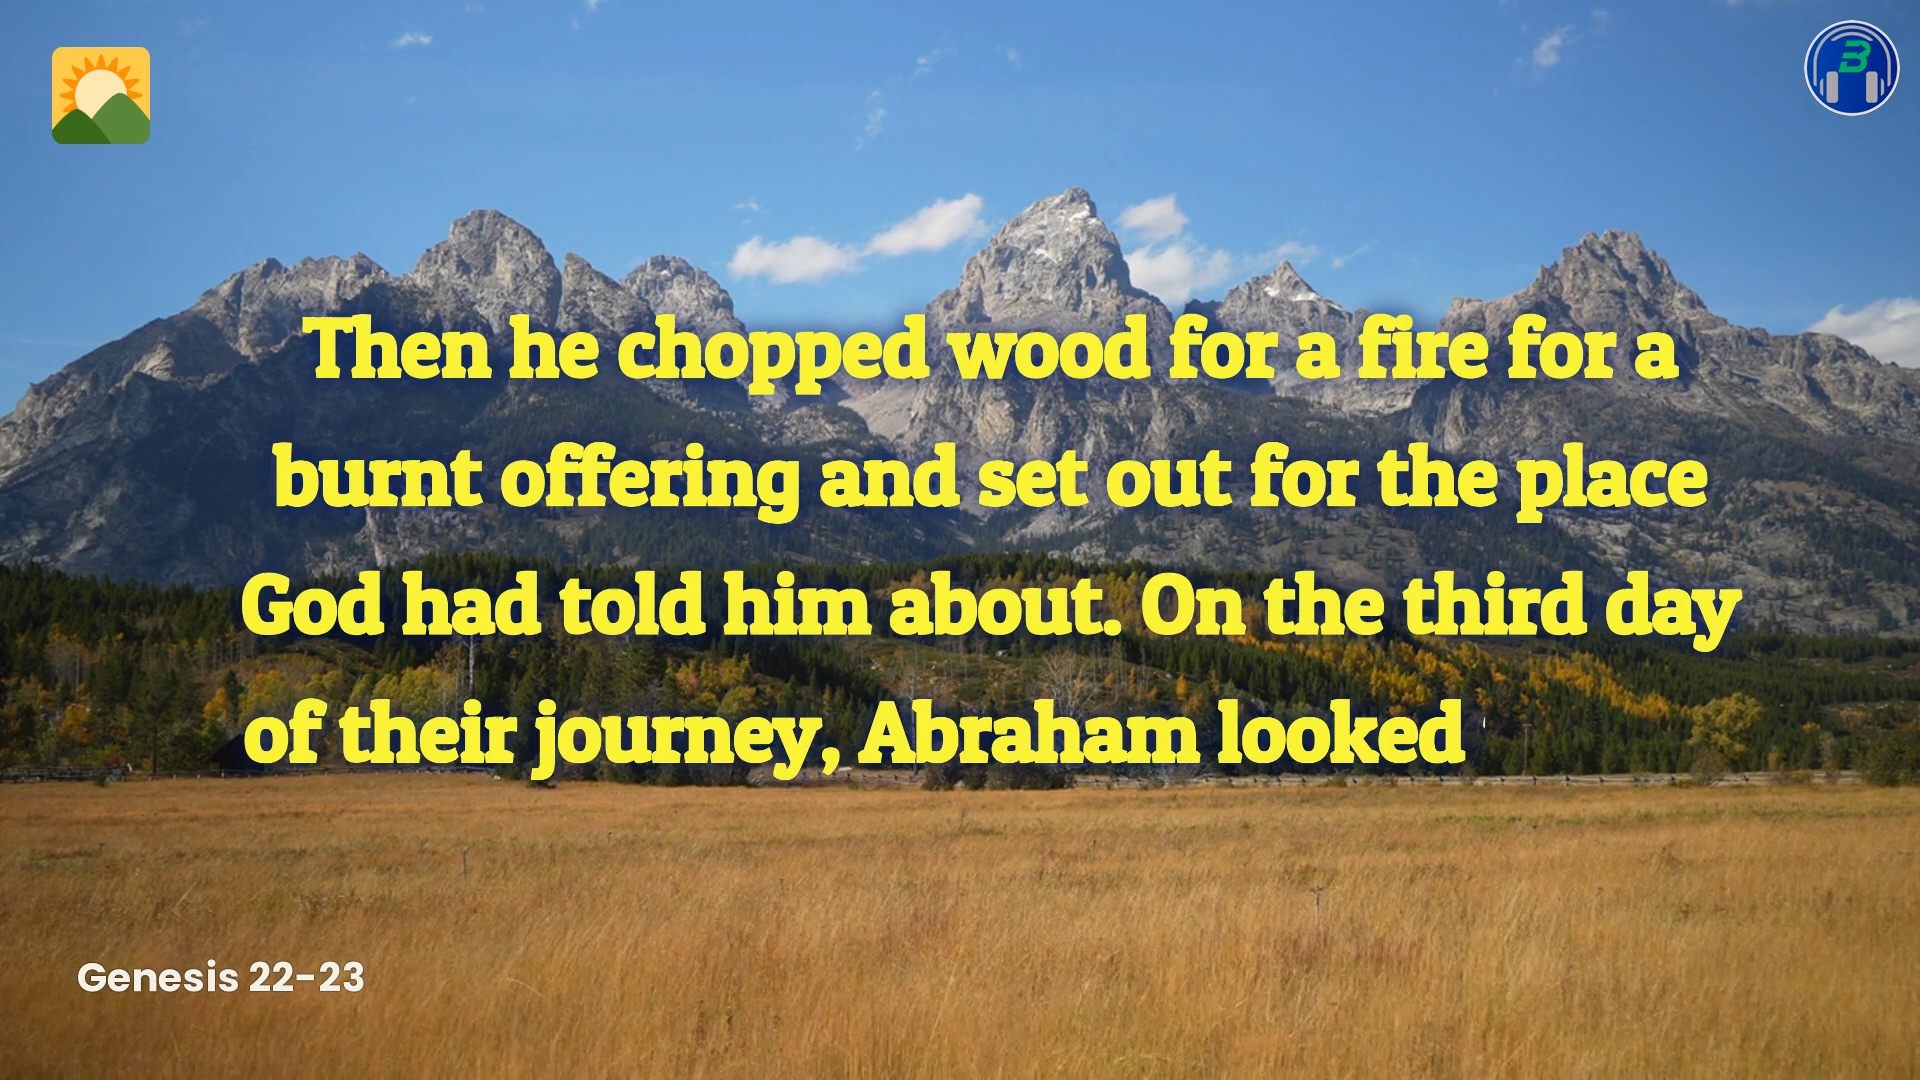 Then he chopped wood for a fire for a
burnt offering and set out for the place
God had told him about. On the third day
of their journey, Abraham looked
Genesis 22-23